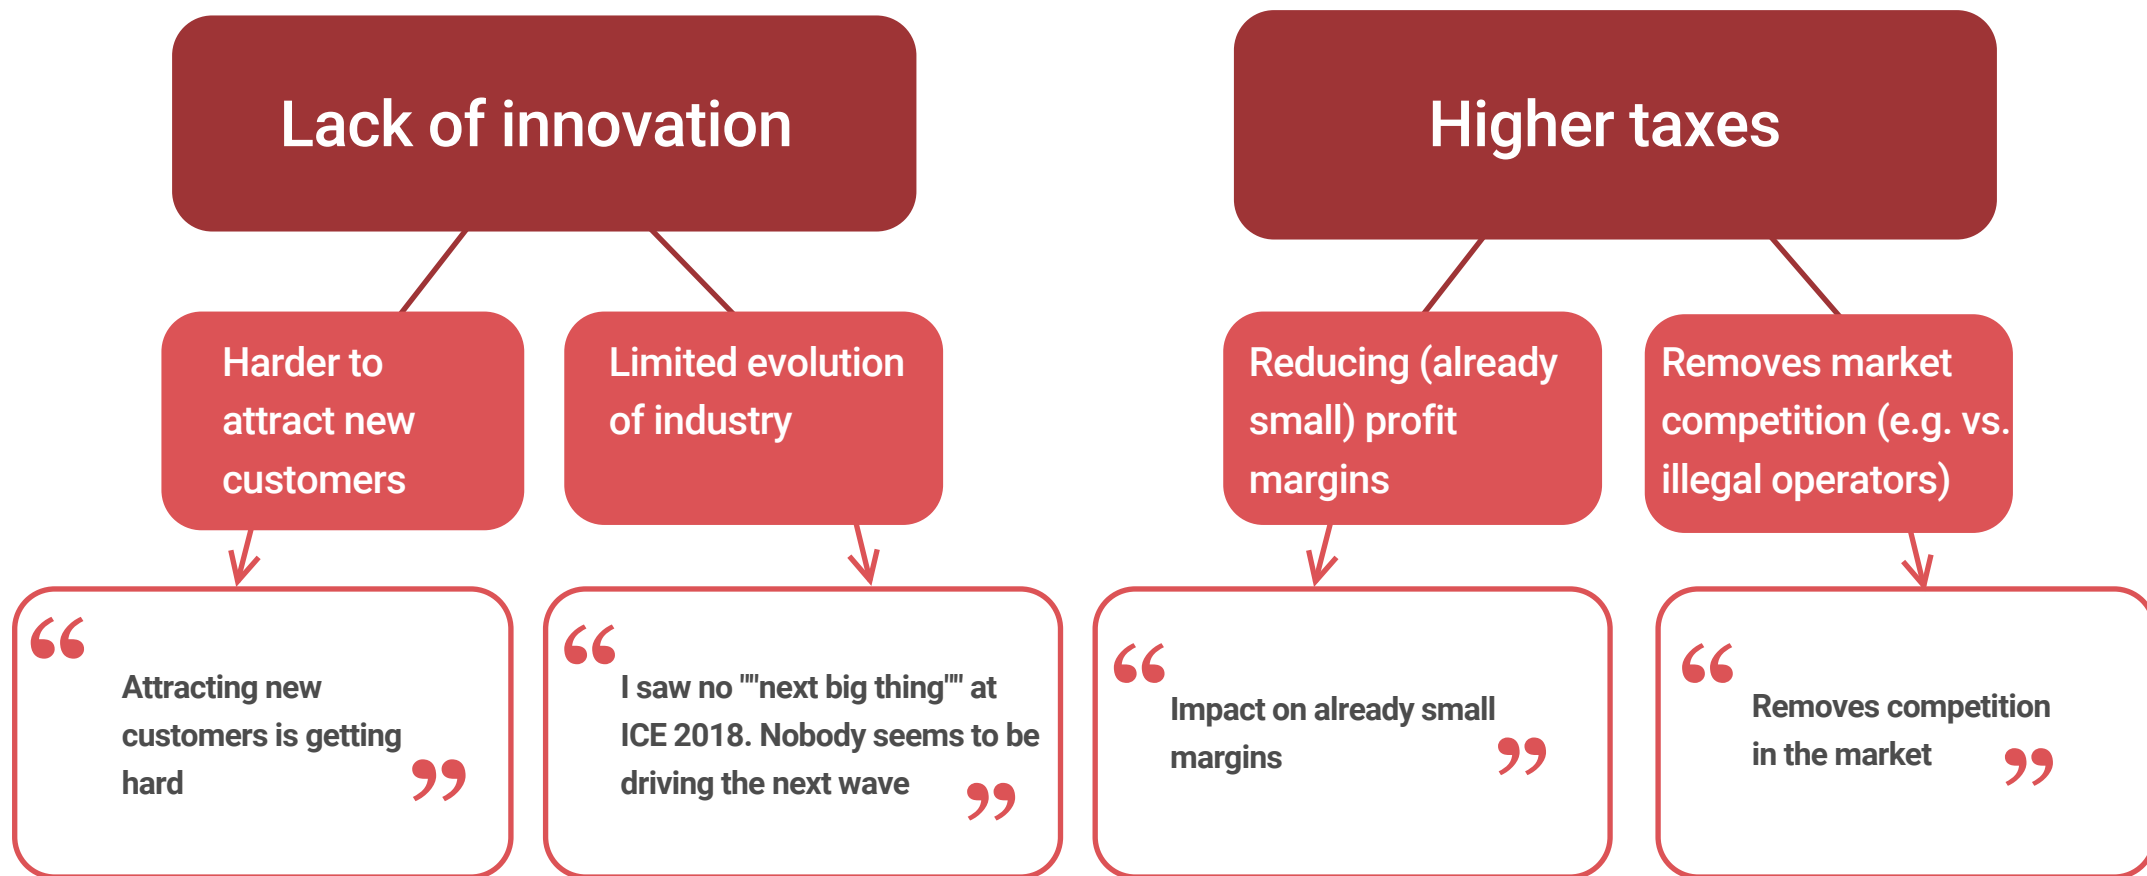 Lack of innovation
Higher taxes
Harder to
attract new
customers
Limited evolution
of industry
Reducing (already
small) profit
margins
Removes market
competition (e.g. vs.
illegal operators)
“
Attracting new
customers is getting
hard
”
“
I saw no ""next big thing"" at
ICE 2018. Nobody seems to be
driving the next wave
”
“
Impact on already small
margins
”
“
Removes competition
in the market
”